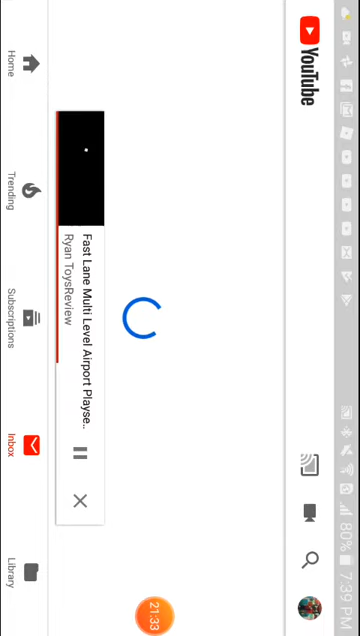 80% 7:39 PM
YouTube
Fast Lane Multi Level Airport Playse..
Ryan ToysReview
21:33
Home
Trending
Subscriptions
Inbox
Library